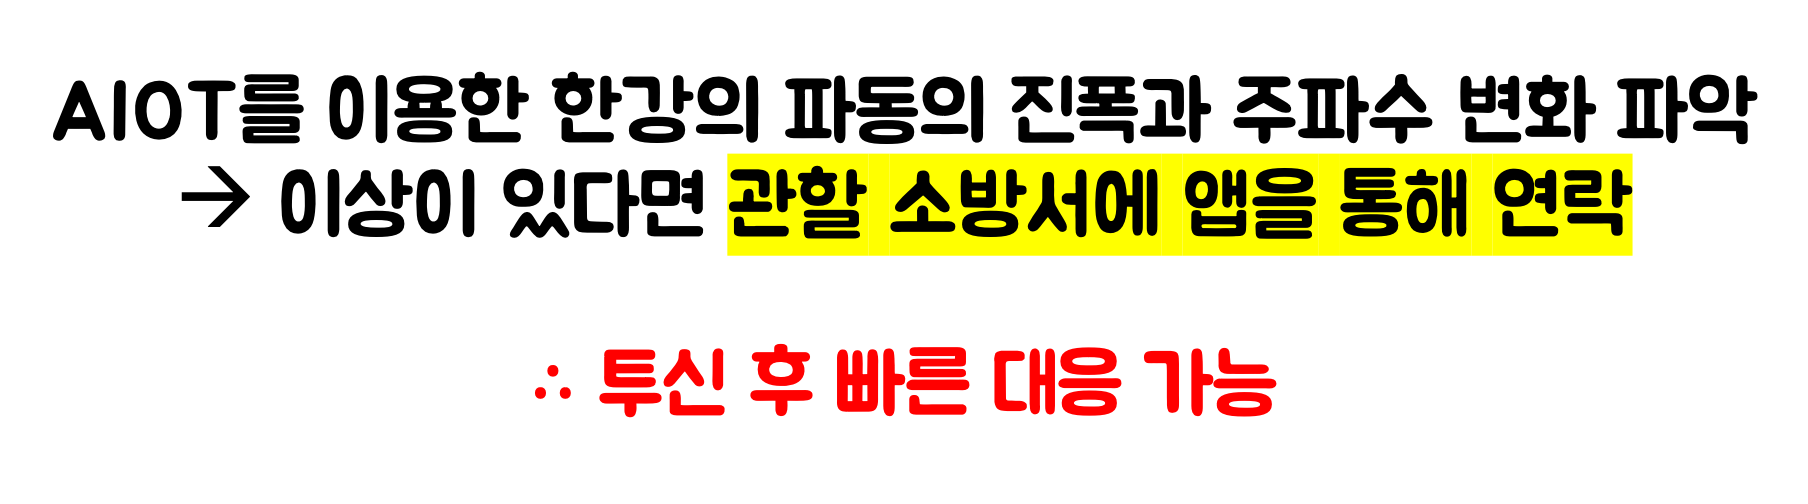 AIOT를 이용한 한강의 파동의 진폭과 주파수 변화 파악
→ 이상이 있다면 관할 소방서에 앱을 통해 연락
∴ 투신 후 빠른 대응 가능